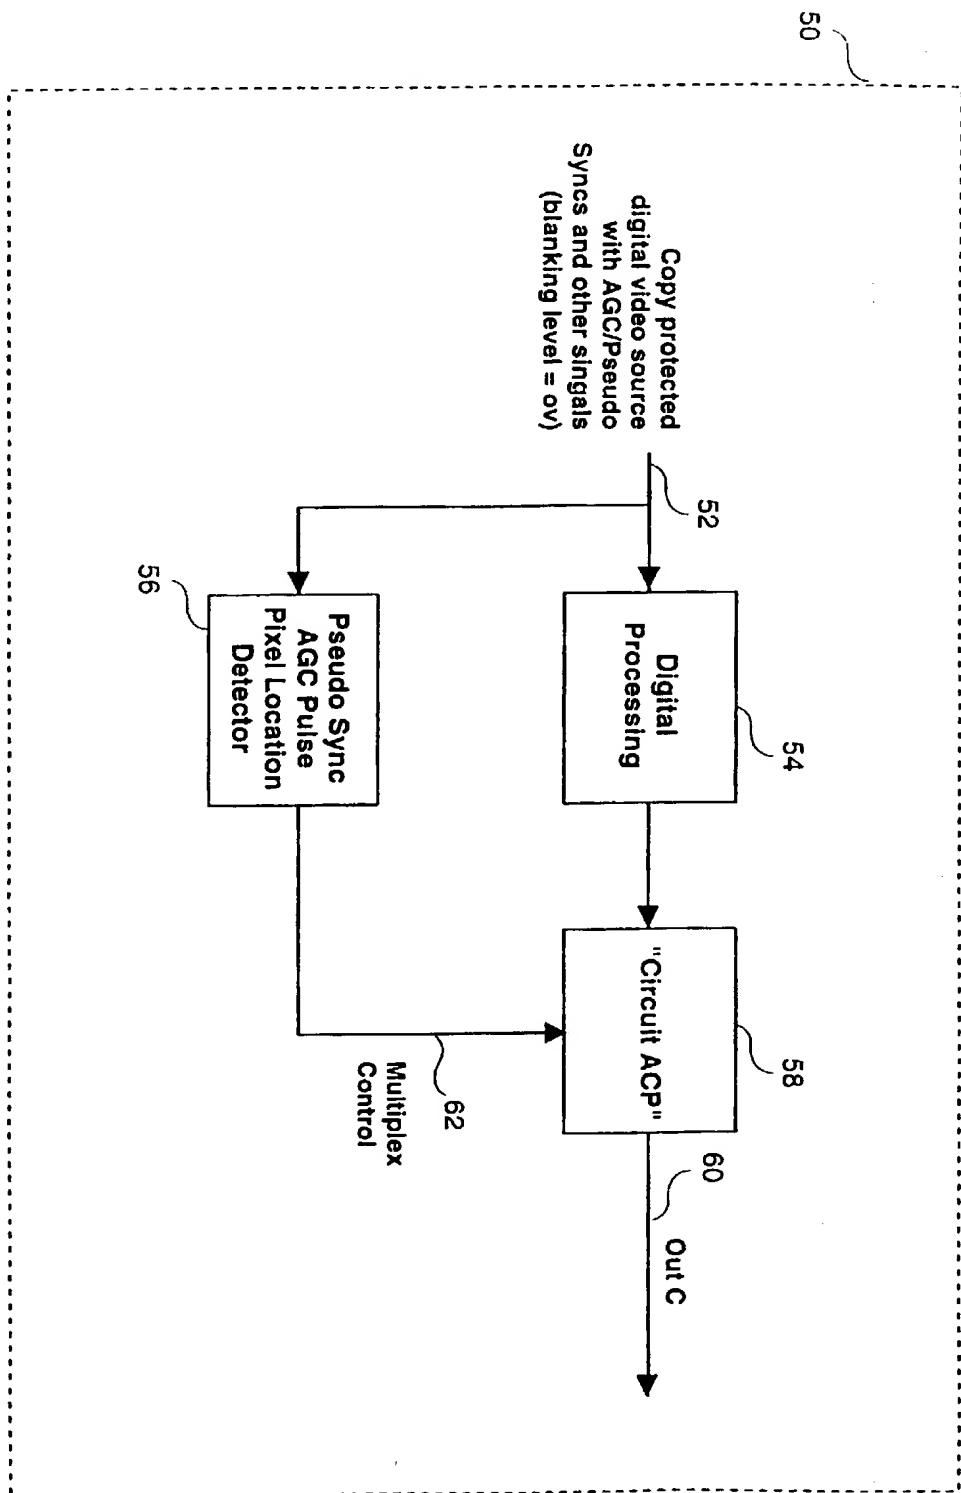 50
Copy protected
digital video source
with AGC/Pseudo
Syncs and other singals
(blanking level = ov)
52
Digital
Processing
54
"Circuit ACP"
58
60
Out C
Pseudo Sync
AGC Pulse
Pixel Location
Detector
56
62
Multiplex
Control